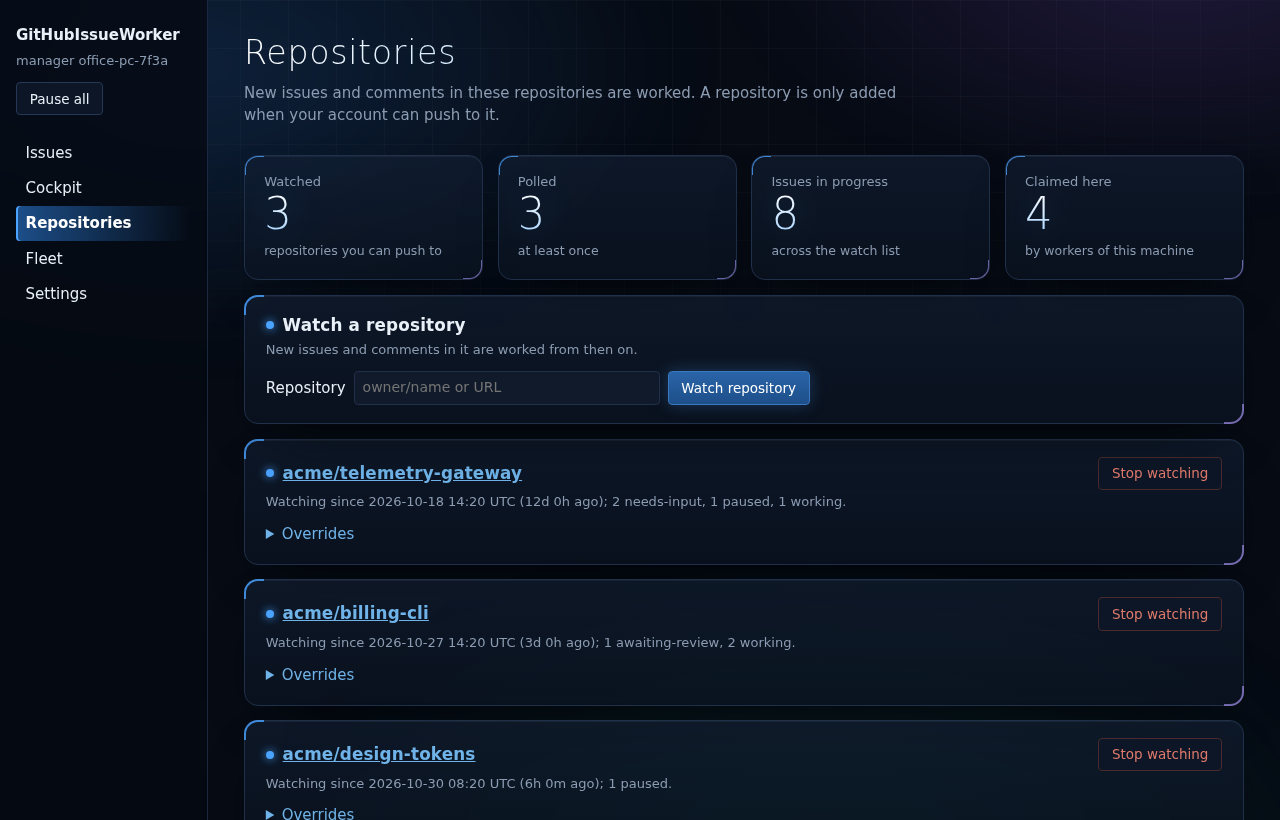 GitHubIssueWorker
manager office-pc-7f3a
Pause all
Issues
Cockpit
Repositories
Fleet
Settings
Repositories
New issues and comments in these repositories are worked. A repository is only added
when your account can push to it.
Watched
3
repositories you can push to
Polled
3
at least once
Issues in progress
8
across the watch list
Claimed here
4
by workers of this machine
Watch a repository
New issues and comments in it are worked from then on.
Repository owner/name or URL Watch repository
acme/telemetry-gateway Stop watching
Watching since 2026-10-18 14:20 UTC (12d 0h ago); 2 needs-input, 1 paused, 1 working.
Overrides
acme/billing-cli Stop watching
Watching since 2026-10-27 14:20 UTC (3d 0h ago); 1 awaiting-review, 2 working.
Overrides
acme/design-tokens Stop watching
Watching since 2026-10-30 08:20 UTC (6h 0m ago); 1 paused.
Overrides